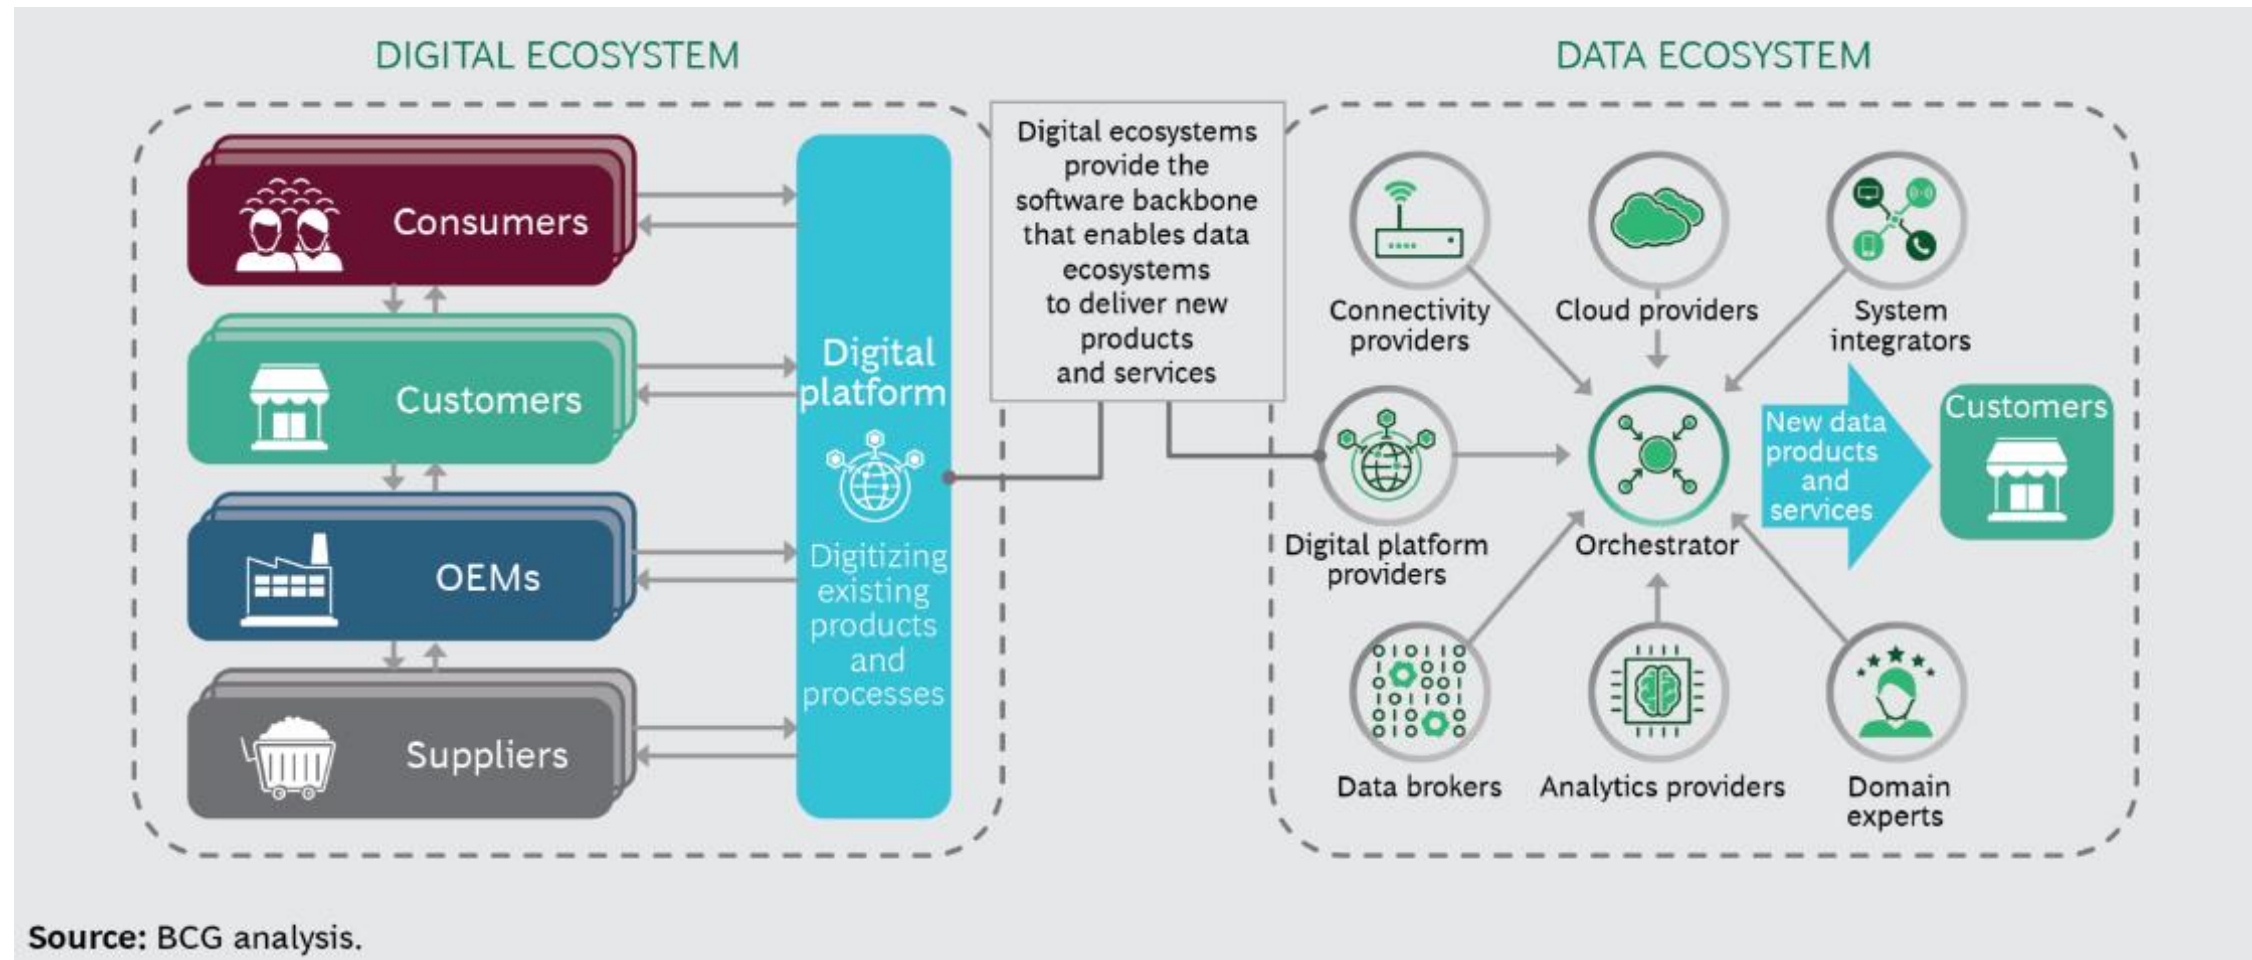 DIGITAL ECOSYSTEM
Consumers
Customers
OEMs
Suppliers
Digital
platform
Digitizing
existing
products
and
processes
Digital ecosystems
provide the
software backbone
that enables data
ecosystems
to deliver new
products
and services
DATA ECOSYSTEM
Connectivity
providers
Cloud providers
System
integrators
Digital platform
providers
Orchestrator
New data
products
and
services
Customers
Data brokers
Analytics providers
Domain
experts
Source: BCG analysis.